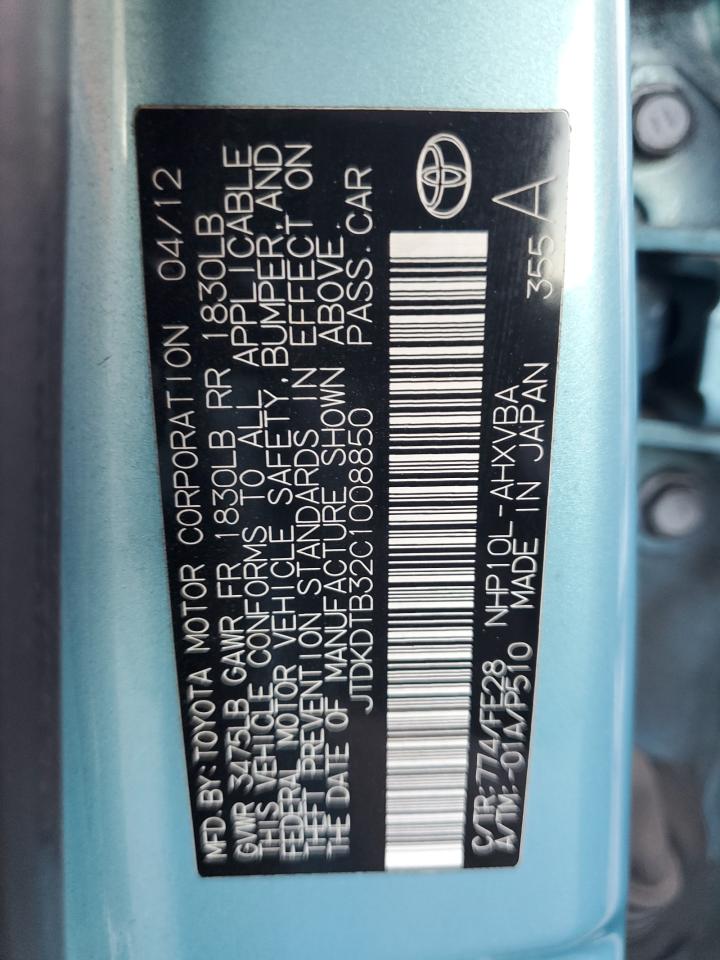 MFD.BY:TOYOTA MOTOR CORPORATION 04/12
GVWR 3475LB GAWR FR 1830LB RR 1830LB
THIS VEHICLE CONFORMS TO ALL APPLICABLE
FEDERAL MOTOR VEHICLE SAFETY,BUMPER,AND
THEFT PREVENTION STANDARDS IN EFFECT ON
THE DATE OF MANUFACTURE SHOWN ABOVE.
JTDKDTB32C1008850 PASS.CAR
C/TR:774/FE28 NHP10L-AHXVBA
A/TM:-01A/P510 MADE IN JAPAN 355 A